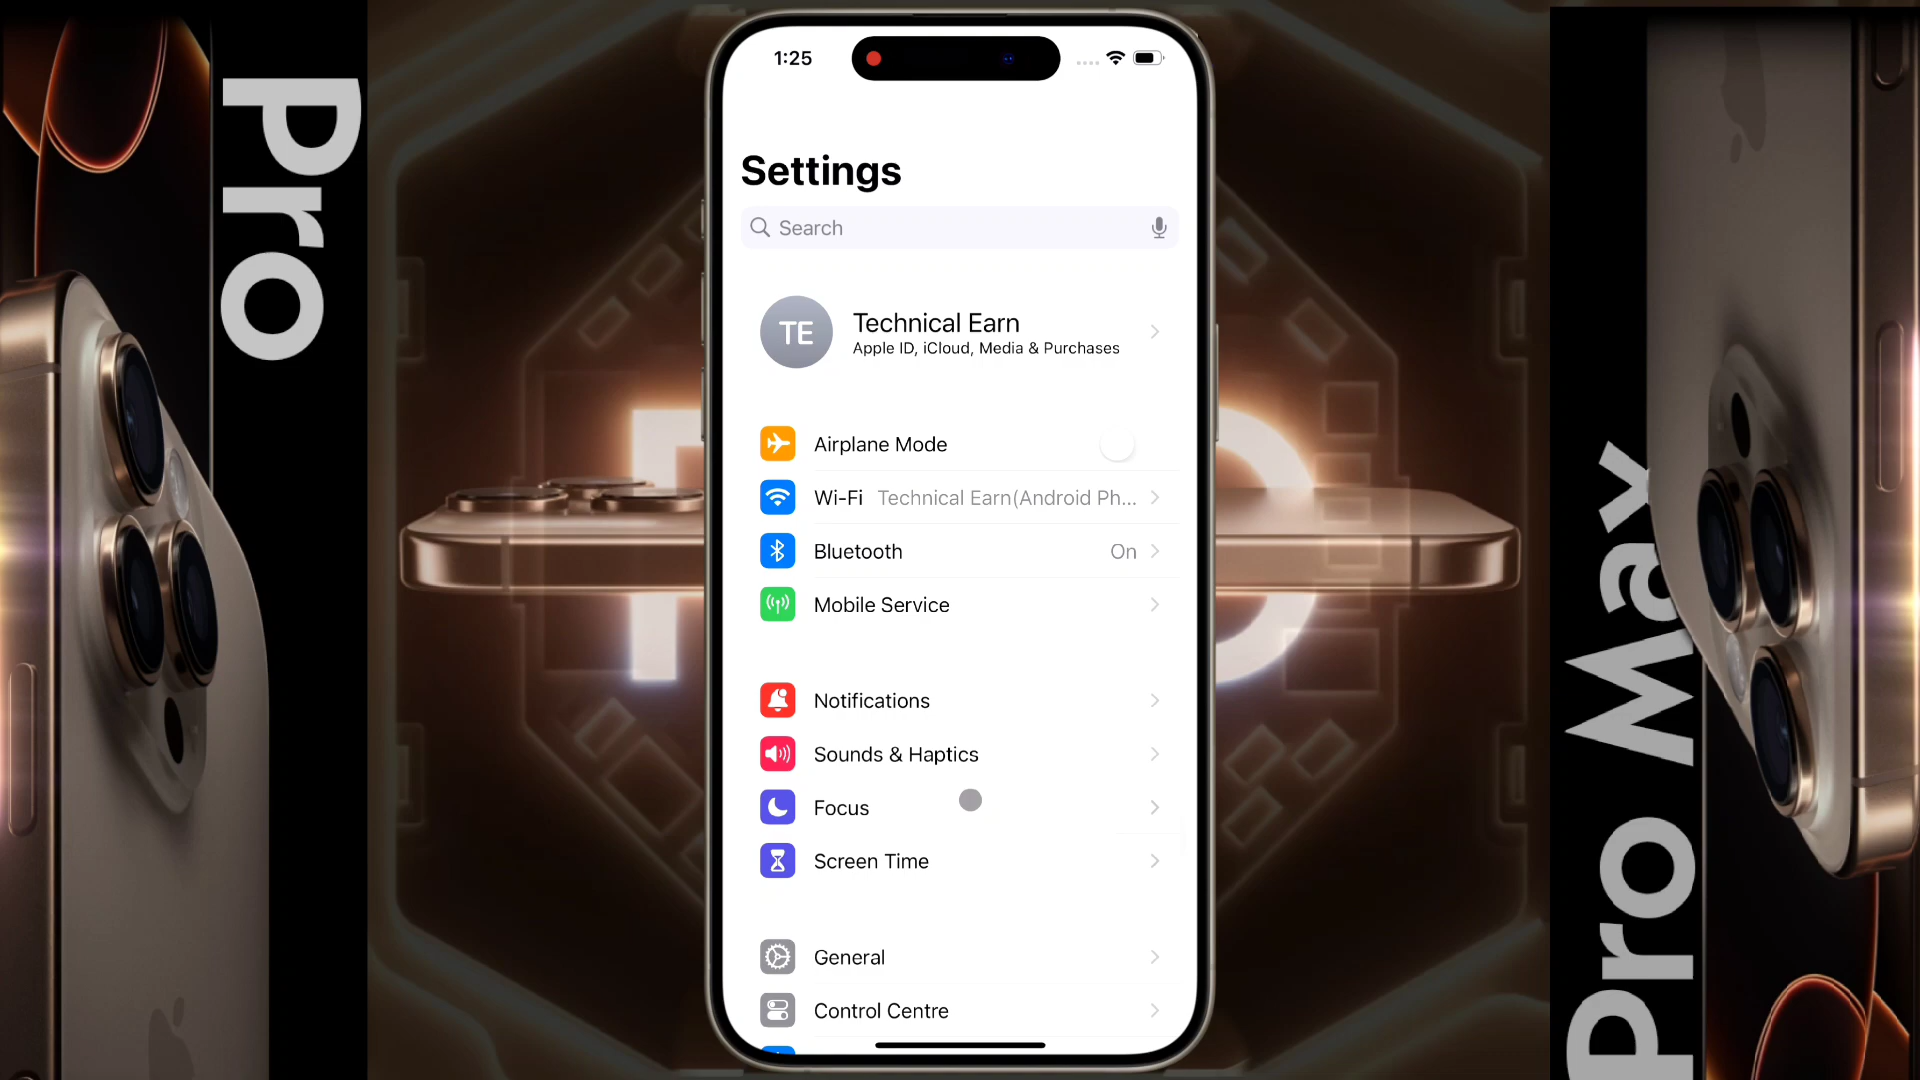 Pro
1:25
Settings
Search
TE
Technical Earn
Apple ID, iCloud, Media & Purchases
Airplane Mode
Wi-Fi Technical Earn(Android Ph...
Bluetooth On
Mobile Service
Notifications
Sounds & Haptics
Focus
Screen Time
General
Control Centre
Pro Max